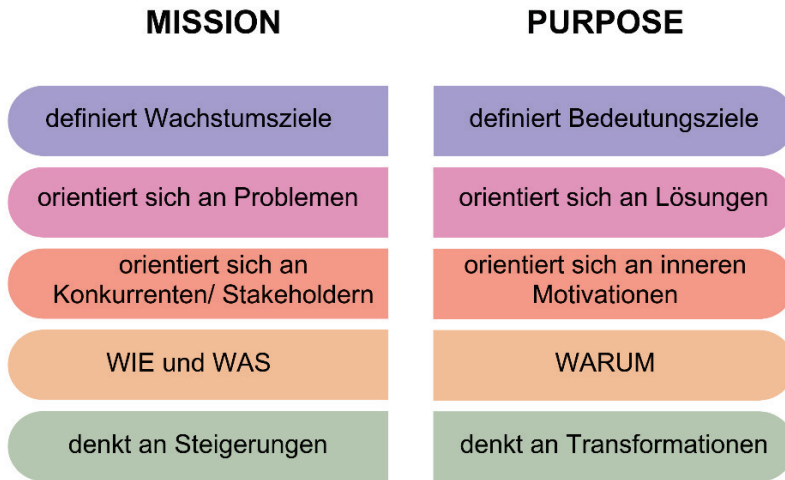 MISSION
PURPOSE
definiert Wachstumsziele
definiert Bedeutungsziele
orientiert sich an Problemen
orientiert sich an Lösungen
orientiert sich an
Konkurrenten/ Stakeholdern
orientiert sich an inneren
Motivationen
WIE und WAS
WARUM
denkt an Steigerungen
denkt an Transformationen